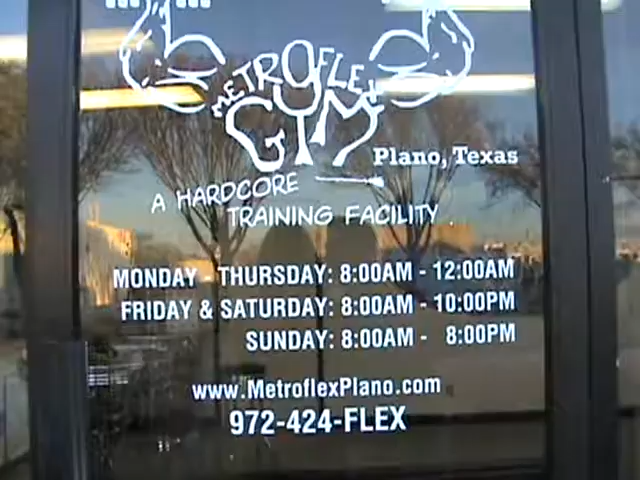 METROFLEX
GYM
Plano, Texas
A HARDCORE
TRAINING FACILITY
MONDAY - THURSDAY: 8:00AM - 12:00AM
FRIDAY & SATURDAY: 8:00AM - 10:00PM
SUNDAY: 8:00AM - 8:00PM
www.MetroflexPlano.com
972-424-FLEX